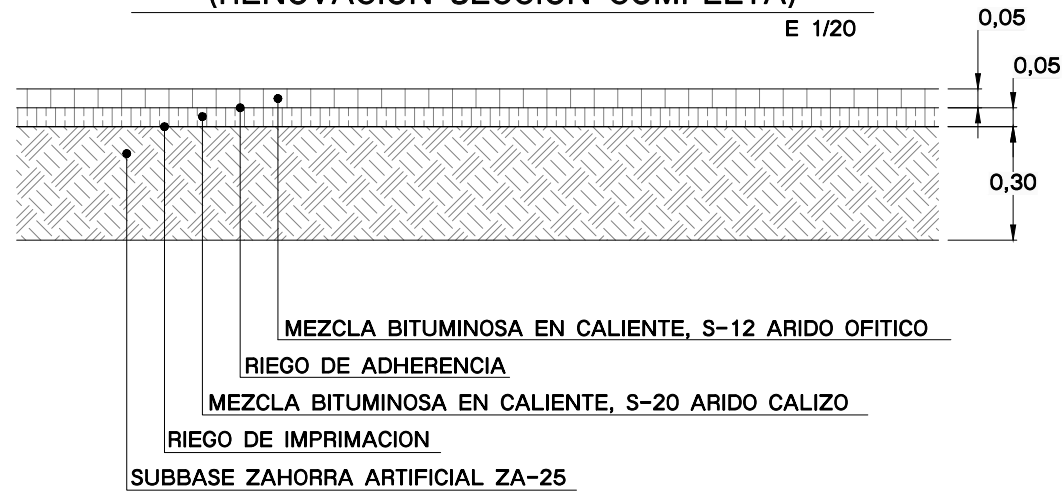 (RENOVACION SECCION COMPLETA)
E 1/20
0,05
0,05
0,30
MEZCLA BITUMINOSA EN CALIENTE, S-12 ARIDO OFITICO
RIEGO DE ADHERENCIA
MEZCLA BITUMINOSA EN CALIENTE, S-20 ARIDO CALIZO
RIEGO DE IMPRIMACION
SUBBASE ZAHORRA ARTIFICIAL ZA-25